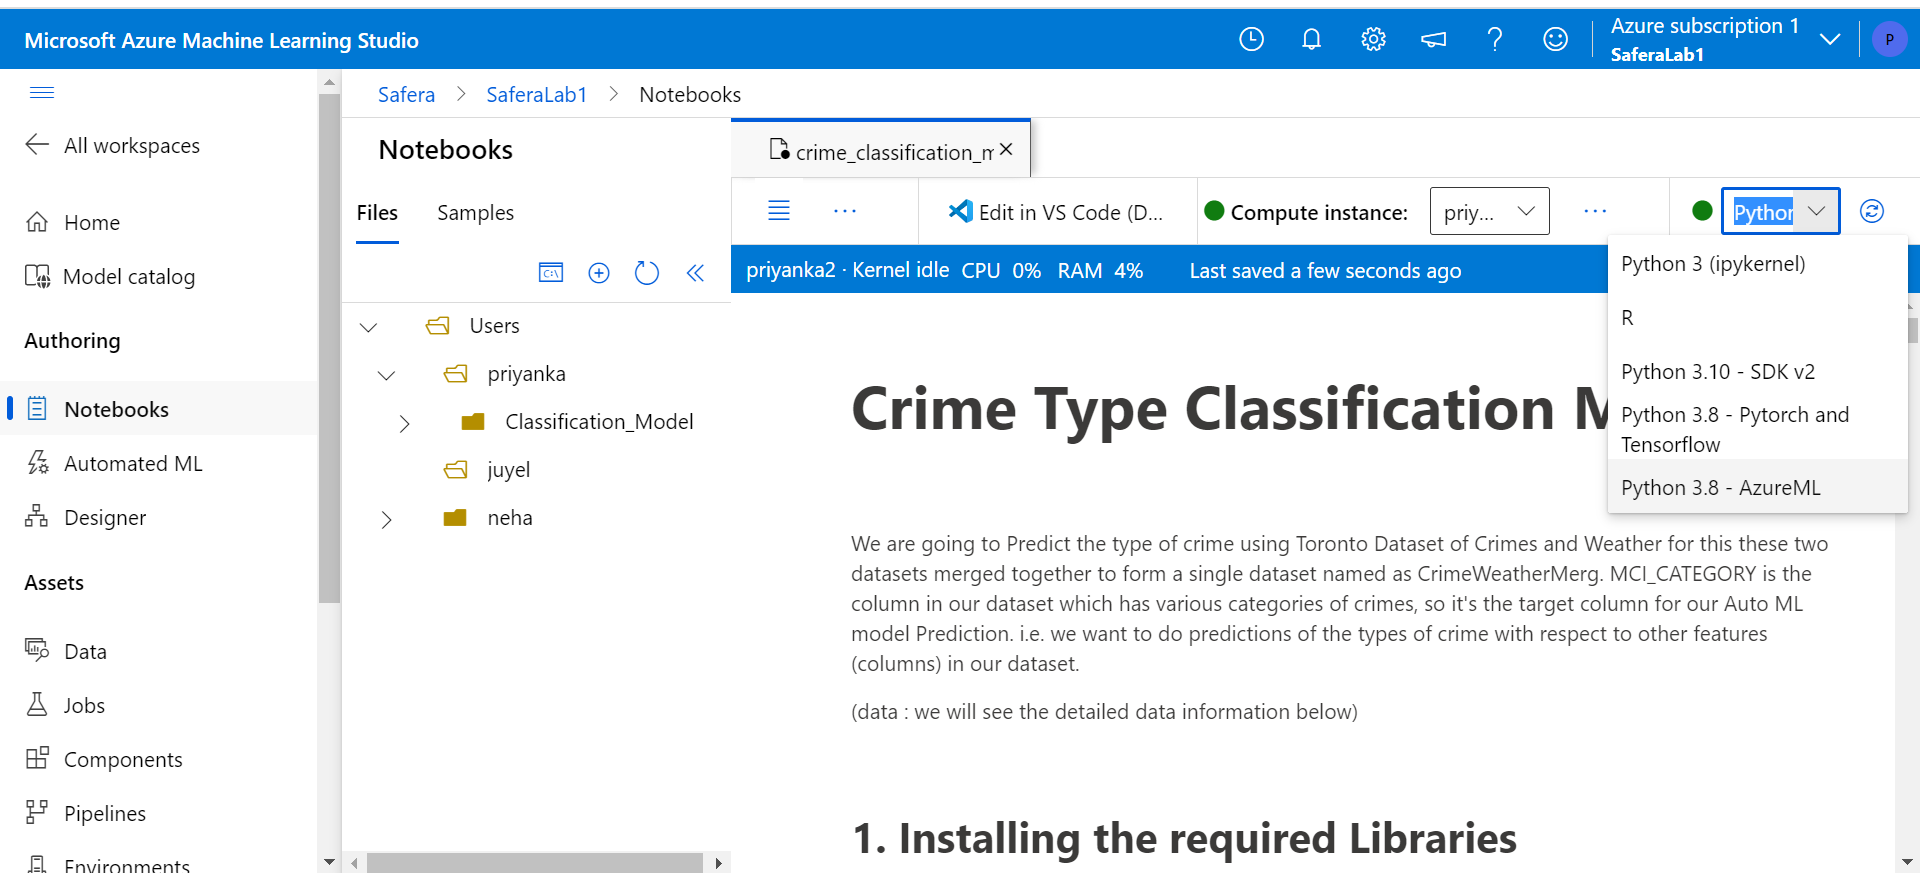 Microsoft Azure Machine Learning Studio
Azure subscription 1
SaferaLab1
P
All workspaces
Home
Model catalog
Authoring
Notebooks
Automated ML
Designer
Assets
Data
Jobs
Components
Pipelines
Environments
Safera > SaferaLab1 > Notebooks
Notebooks
Files Samples
C:\
Users
priyanka
Classification_Model
juyel
neha
crime_classification_m
Edit in VS Code (D...
Compute instance:
priy...
Python
priyanka2 · Kernel idle CPU 0% RAM 4% Last saved a few seconds ago
Python 3 (ipykernel)
R
Python 3.10 - SDK v2
Python 3.8 - Pytorch and
Tensorflow
Python 3.8 - AzureML
Crime Type Classification M
We are going to Predict the type of crime using Toronto Dataset of Crimes and Weather for this these two
datasets merged together to form a single dataset named as CrimeWeatherMerg. MCI_CATEGORY is the
column in our dataset which has various categories of crimes, so it's the target column for our Auto ML
model Prediction. i.e. we want to do predictions of the types of crime with respect to other features
(columns) in our dataset.
(data : we will see the detailed data information below)
1. Installing the required Libraries